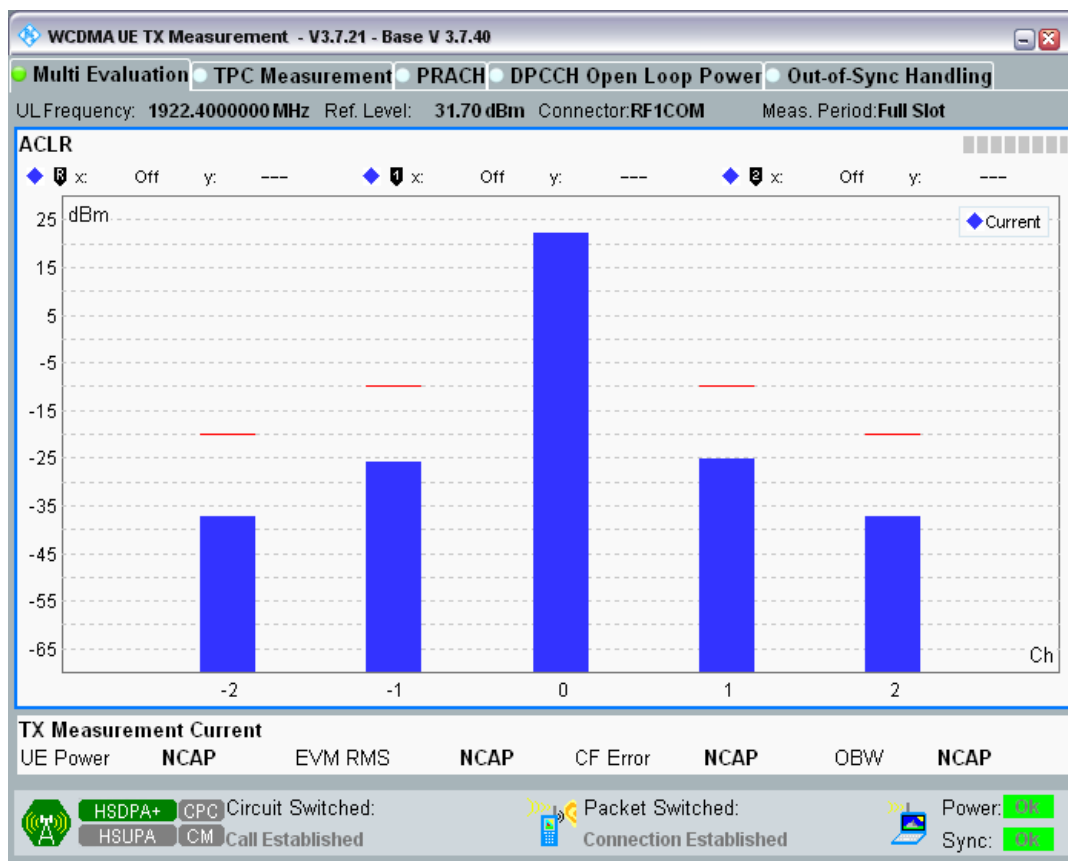 WCDMA UE TX Measurement - V3.7.21 - Base V 3.7.40
Multi Evaluation TPC Measurement PRACH DPCCH Open Loop Power Out-of-Sync Handling
UL Frequency: 1922.4000000 MHz Ref. Level: 31.70 dBm Connector:RF1COM Meas. Period:Full Slot
ACLR
R x: Off y: --- 1 x: Off y: --- 2 x: Off y: ---
dBm
Current
25
15
5
-5
-15
-25
-35
-45
-55
-65
Ch
-2 -1 0 1 2
TX Measurement Current
UE Power NCAP EVM RMS NCAP CF Error NCAP OBW NCAP
HSDPA+ CPC Circuit Switched: Packet Switched: Power: Ok
HSUPA CM Call Established Connection Established Sync: Ok